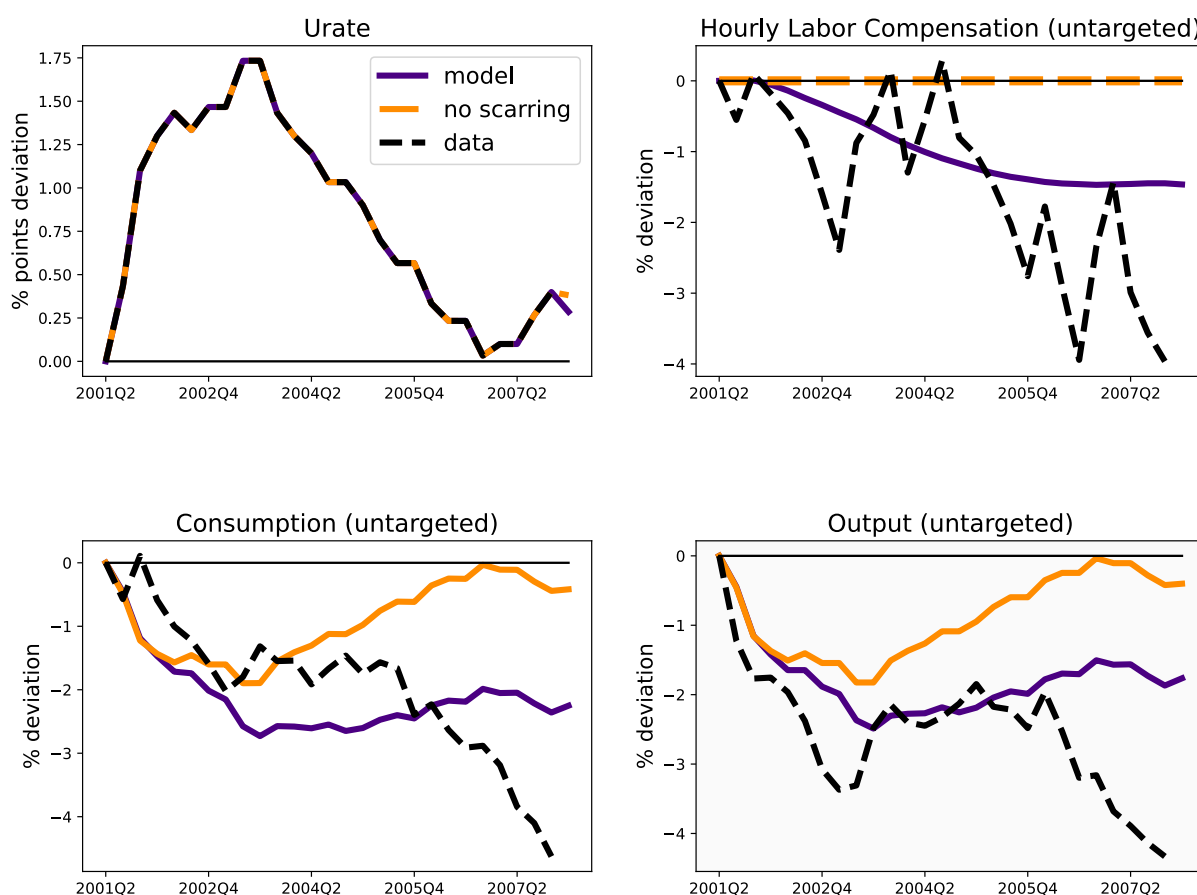 Urate
% points deviation
1.75
1.50
1.25
1.00
0.75
0.50
0.25
0.00
model
no scarring
data
2001Q2 2002Q4 2004Q2 2005Q4 2007Q2
Hourly Labor Compensation (untargeted)
% deviation
0
−1
−2
−3
−4
2001Q2 2002Q4 2004Q2 2005Q4 2007Q2
Consumption (untargeted)
% deviation
0
−1
−2
−3
−4
2001Q2 2002Q4 2004Q2 2005Q4 2007Q2
Output (untargeted)
% deviation
0
−1
−2
−3
−4
2001Q2 2002Q4 2004Q2 2005Q4 2007Q2